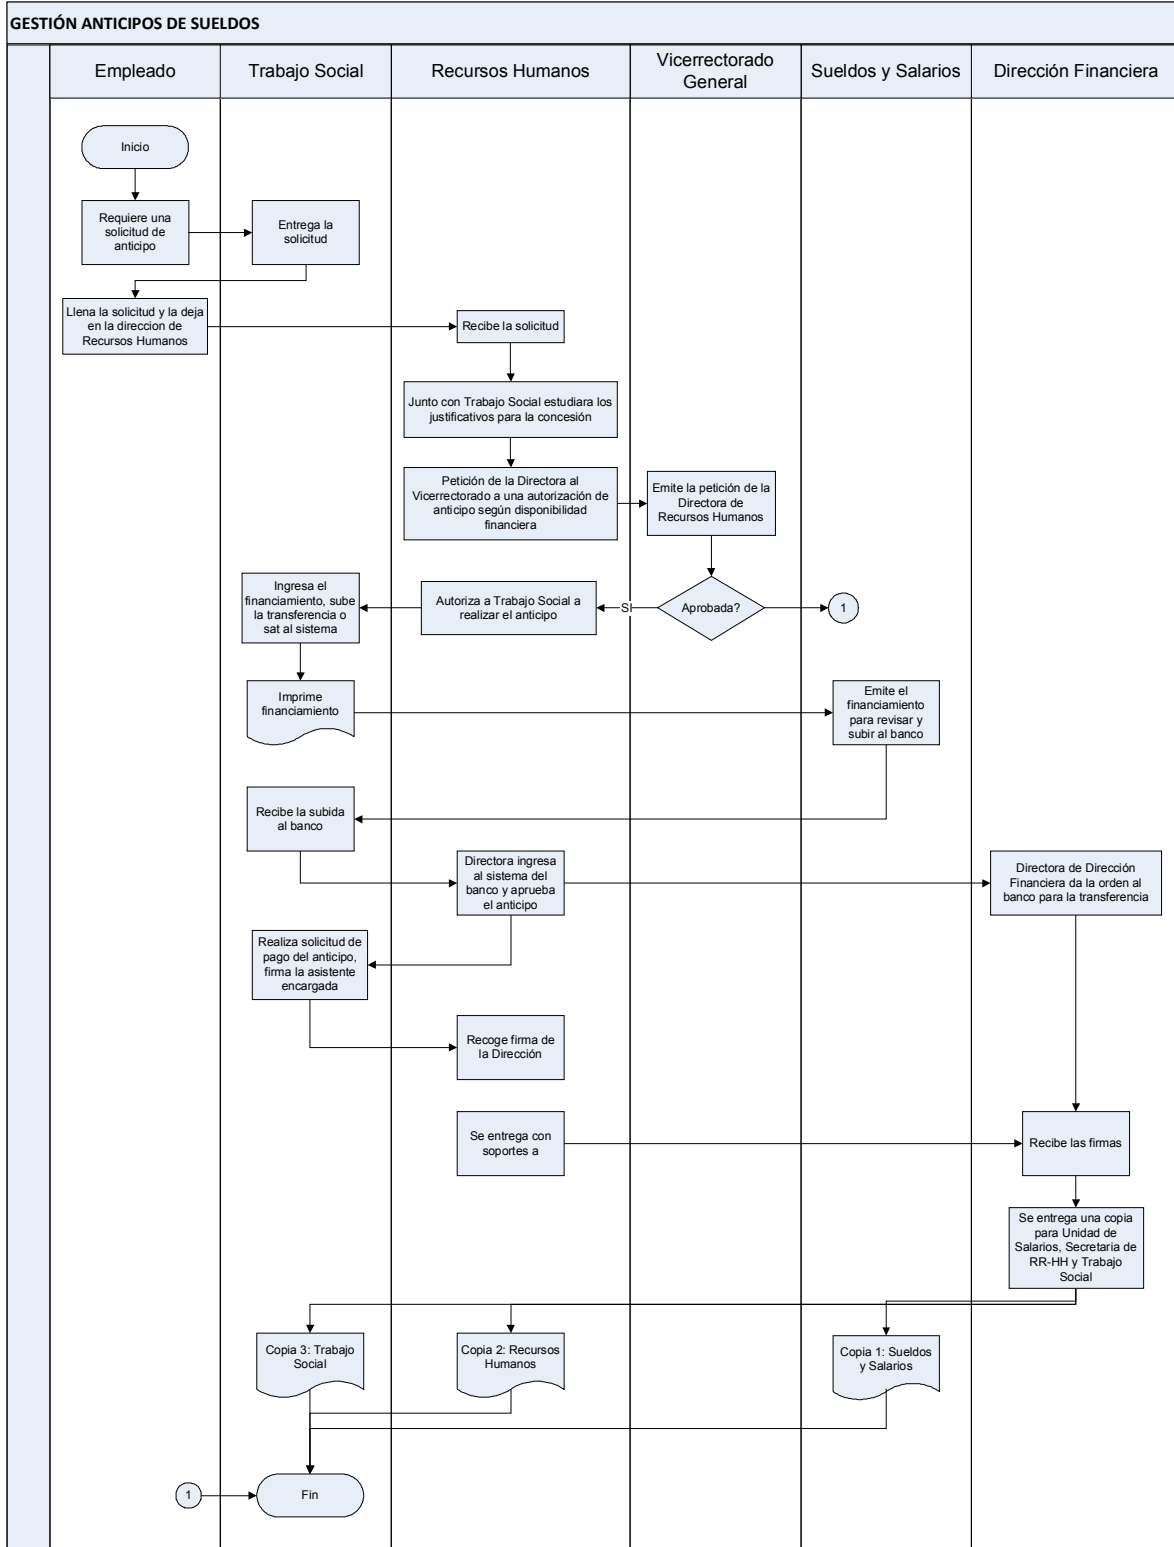 GESTIÓN ANTICIPOS DE SUELDOS
Empleado
Trabajo Social
Recursos Humanos
Vicerrectorado
General
Sueldos y Salarios
Dirección Financiera
Inicio
Requiere una
solicitud de
anticipo
Entrega la
solicitud
Llena la solicitud y la deja
en la direccion de
Recursos Humanos
Recibe la solicitud
Junto con Trabajo Social estudiara los
justificativos para la concesión
Petición de la Directora al
Vicerrectorado a una autorización de
anticipo según disponibilidad
financiera
Emite la petición de la
Directora de
Recursos Humanos
Ingresa el
financiamiento, sube
la transferencia o
sat al sistema
Autoriza a Trabajo Social a
realizar el anticipo
SI
Aprobada?
1
Imprime
financiamiento
Emite el
financiamiento
para revisar y
subir al banco
Recibe la subida
al banco
Directora ingresa
al sistema del
banco y aprueba
el anticipo
Directora de Dirección
Financiera da la orden al
banco para la transferencia
Realiza solicitud de
pago del anticipo,
firma la asistente
encargada
Recoge firma de
la Dirección
Se entrega con
soportes a
Recibe las firmas
Se entrega una copia
para Unidad de
Salarios, Secretaria de
RR-HH y Trabajo
Social
Copia 3: Trabajo
Social
Copia 2: Recursos
Humanos
Copia 1: Sueldos
y Salarios
1
Fin